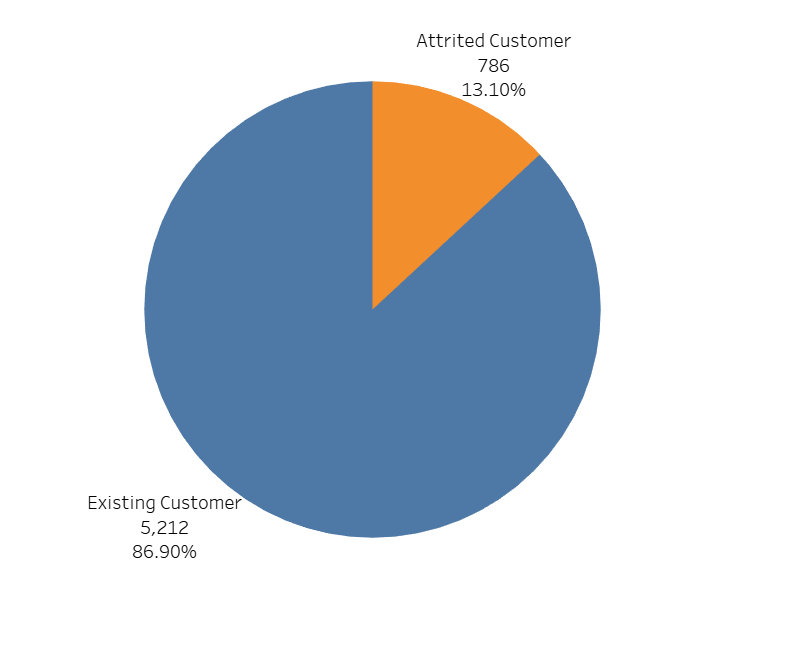 Attrited Customer
786
13.10%
Existing Customer
5,212
86.90%